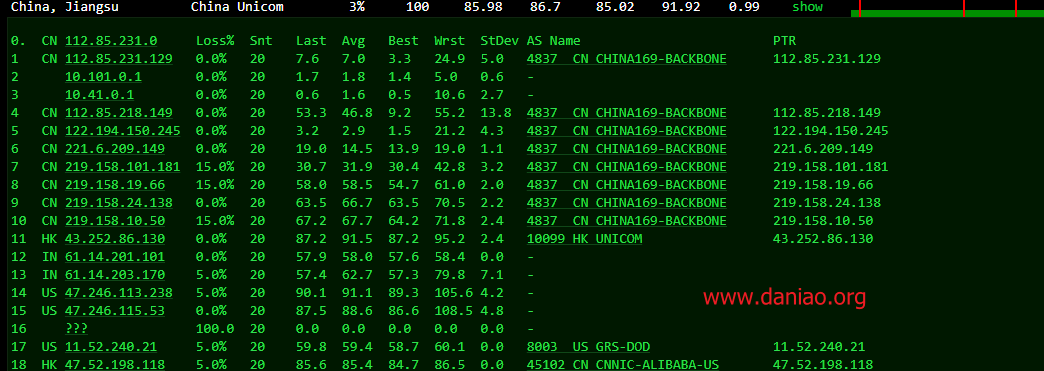 China, Jiangsu China Unicom 3% 100 85.98 86.7 85.02 91.92 0.99 show
0. CN 112.85.231.0 Loss% Snt Last Avg Best Wrst StDev AS Name PTR
1 CN 112.85.231.129 0.0% 20 7.6 7.0 3.3 24.9 5.0 4837 CN CHINA169-BACKBONE 112.85.231.129
2 10.101.0.1 0.0% 20 1.7 1.8 1.4 5.0 0.6 -
3 10.41.0.1 0.0% 20 0.6 1.6 0.5 10.6 2.7 -
4 CN 112.85.218.149 0.0% 20 53.3 46.8 9.2 55.2 13.8 4837 CN CHINA169-BACKBONE 112.85.218.149
5 CN 122.194.150.245 0.0% 20 3.2 2.9 1.5 21.2 4.3 4837 CN CHINA169-BACKBONE 122.194.150.245
6 CN 221.6.209.149 0.0% 20 19.0 14.5 13.9 19.0 1.1 4837 CN CHINA169-BACKBONE 221.6.209.149
7 CN 219.158.101.181 15.0% 20 30.7 31.9 30.4 42.8 3.2 4837 CN CHINA169-BACKBONE 219.158.101.181
8 CN 219.158.19.66 15.0% 20 58.0 58.5 54.7 61.0 2.0 4837 CN CHINA169-BACKBONE 219.158.19.66
9 CN 219.158.24.138 0.0% 20 63.5 66.7 63.5 70.5 2.2 4837 CN CHINA169-BACKBONE 219.158.24.138
10 CN 219.158.10.50 15.0% 20 67.2 67.7 64.2 71.8 2.4 4837 CN CHINA169-BACKBONE 219.158.10.50
11 HK 43.252.86.130 0.0% 20 87.2 91.5 87.2 95.2 2.4 10099 HK UNICOM 43.252.86.130
12 IN 61.14.201.101 0.0% 20 57.9 58.0 57.6 58.4 0.0 -
13 IN 61.14.203.170 5.0% 20 57.4 62.7 57.3 79.8 7.1 -
14 US 47.246.113.238 5.0% 20 90.1 91.1 89.3 105.6 4.2 -
15 US 47.246.115.53 0.0% 20 87.5 88.6 86.6 108.5 4.8 -
www.daniao.org
16 ??? 100.0 20 0.0 0.0 0.0 0.0 0.0 -
17 US 11.52.240.21 5.0% 20 59.8 59.4 58.7 60.1 0.0 8003 US GRS-DOD 11.52.240.21
18 HK 47.52.198.118 5.0% 20 85.6 85.4 84.7 86.5 0.0 45102 CN CNNIC-ALIBABA-US 47.52.198.118